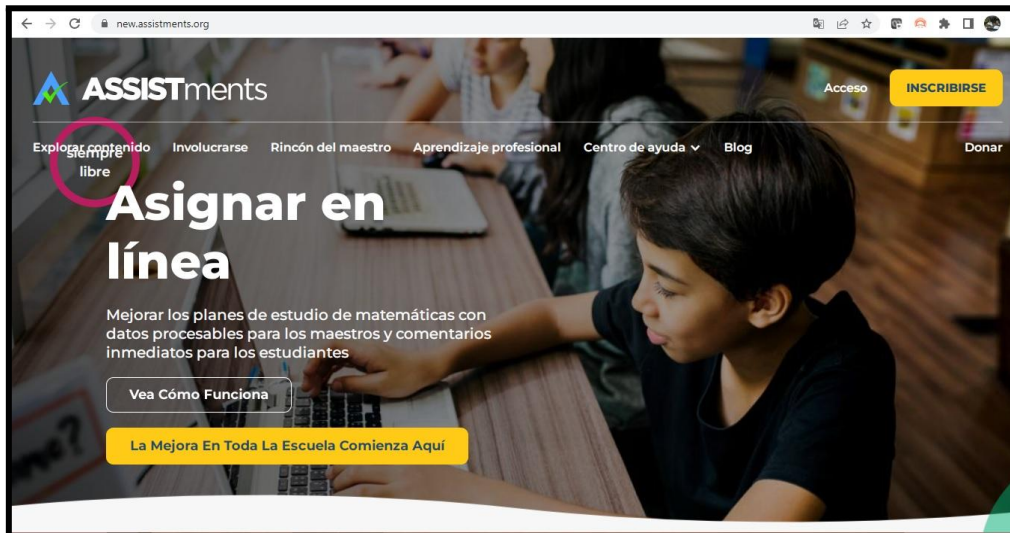 new.assistments.org
ASSISTments
Acceso
INSCRIBIRSE
Explorar contenido
Involucrarse
Rincón del maestro
Aprendizaje profesional
Centro de ayuda
Blog
Donar
siempre
libre
Asignar en
línea
Mejorar los planes de estudio de matemáticas con
datos procesables para los maestros y comentarios
inmediatos para los estudiantes
Vea Cómo Funciona
La Mejora En Toda La Escuela Comienza Aquí